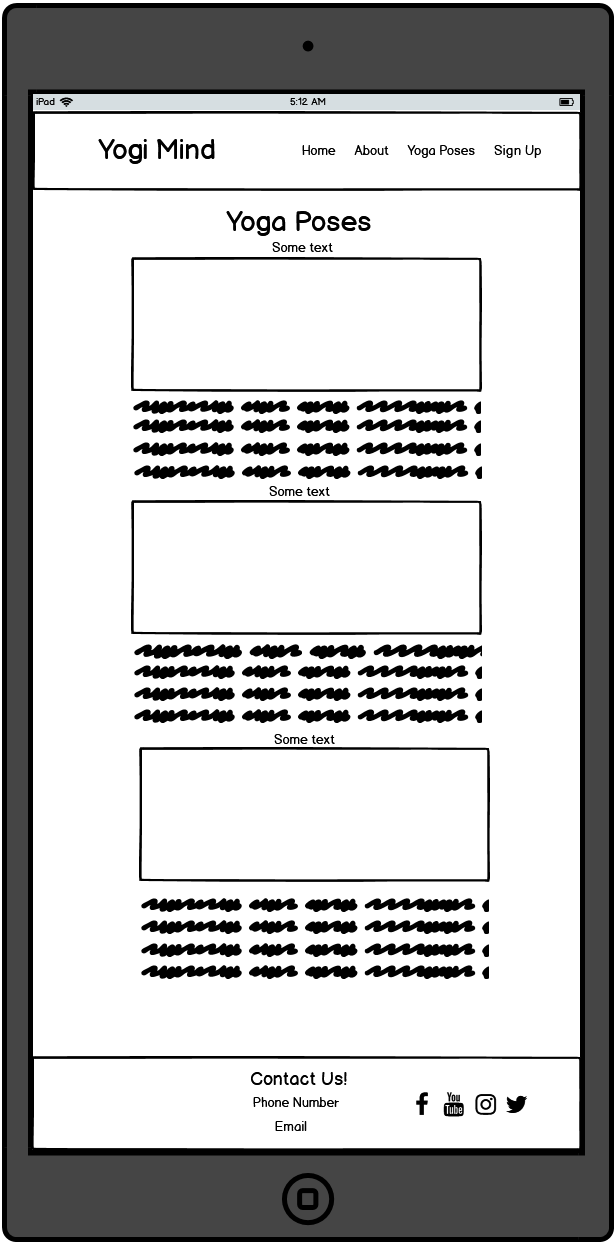 iPad 5:12 AM
Yogi Mind Home About Yoga Poses Sign Up
Yoga Poses
Some text
Some text
Some text
Contact Us!
Phone Number
Email
You
Tube